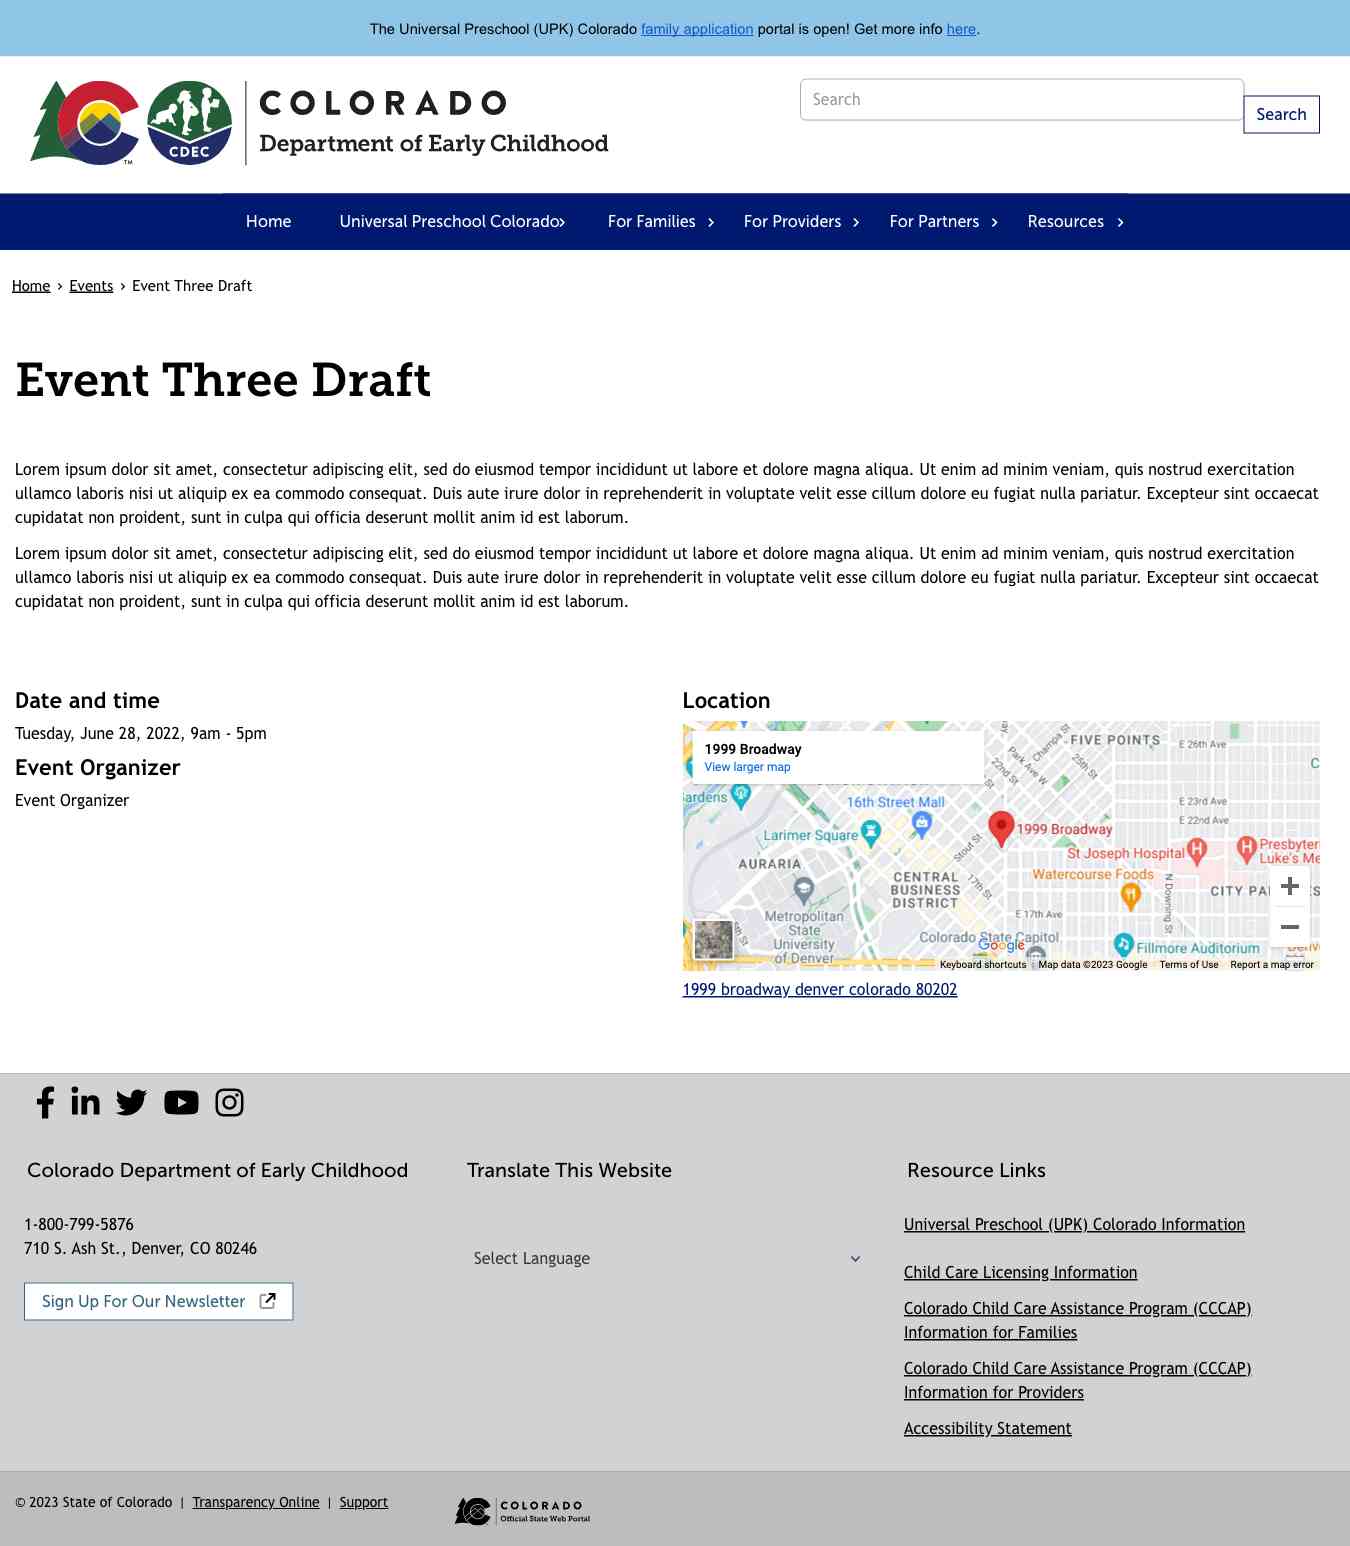 The Universal Preschool (UPK) Colorado family application portal is open! Get more info here.
CDEC
TM
COLORADO
Department of Early Childhood
Search
Search
Home Universal Preschool Colorado › For Families › For Providers › For Partners › Resources ›
Home › Events › Event Three Draft
Event Three Draft
Lorem ipsum dolor sit amet, consectetur adipiscing elit, sed do eiusmod tempor incididunt ut labore et dolore magna aliqua. Ut enim ad minim veniam, quis nostrud exercitation
ullamco laboris nisi ut aliquip ex ea commodo consequat. Duis aute irure dolor in reprehenderit in voluptate velit esse cillum dolore eu fugiat nulla pariatur. Excepteur sint occaecat
cupidatat non proident, sunt in culpa qui officia deserunt mollit anim id est laborum.
Lorem ipsum dolor sit amet, consectetur adipiscing elit, sed do eiusmod tempor incididunt ut labore et dolore magna aliqua. Ut enim ad minim veniam, quis nostrud exercitation
ullamco laboris nisi ut aliquip ex ea commodo consequat. Duis aute irure dolor in reprehenderit in voluptate velit esse cillum dolore eu fugiat nulla pariatur. Excepteur sint occaecat
cupidatat non proident, sunt in culpa qui officia deserunt mollit anim id est laborum.
Date and time
Tuesday, June 28, 2022, 9am - 5pm
Event Organizer
Event Organizer
Location
1999 Broadway
View larger map
Champa St
FIVE POINTS
E 26th Ave
Park Ave W
25th St
22nd St
16th Street Mall
E 23rd Ave
E 22nd Ave
Larimer Square
1999 Broadway
Stout St
St Joseph Hospital
Luke's
AURARIA
CENTRAL
BUSINESS
DISTRICT
17th St
Watercourse Foods
N Downing St
CITY
E 17th Ave
Metropolitan
State
University
of Denver
Colorado State Capitol
Google
Fillmore Auditorium
Keyboard shortcuts Map data ©2023 Google Terms of Use Report a map error
1999 broadway denver colorado 80202
Colorado Department of Early Childhood
1-800-799-5876
710 S. Ash St., Denver, CO 80246
Sign Up For Our Newsletter
Translate This Website
Select Language
Resource Links
Universal Preschool (UPK) Colorado Information
Child Care Licensing Information
Colorado Child Care Assistance Program (CCCAP)
Information for Families
Colorado Child Care Assistance Program (CCCAP)
Information for Providers
Accessibility Statement
© 2023 State of Colorado | Transparency Online | Support
COLORADO
Official State Web Portal